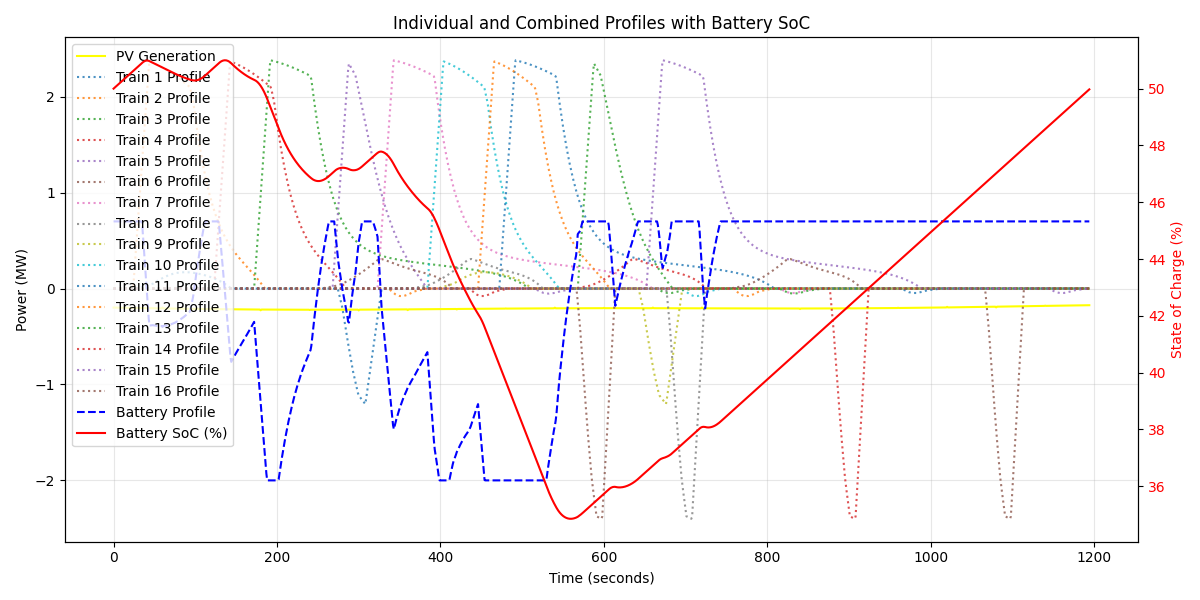 Individual and Combined Profiles with Battery SoC
PV Generation
Train 1 Profile
Train 2 Profile
Train 3 Profile
Train 4 Profile
Train 5 Profile
Train 6 Profile
Train 7 Profile
Train 8 Profile
Train 9 Profile
Train 10 Profile
Train 11 Profile
Train 12 Profile
Train 13 Profile
Train 14 Profile
Train 15 Profile
Train 16 Profile
Battery Profile
Battery SoC (%)
Power (MW)
2
1
0
−1
−2
0
200
400
600
800
1000
1200
Time (seconds)
50
48
46
44
42
40
38
36
State of Charge (%)